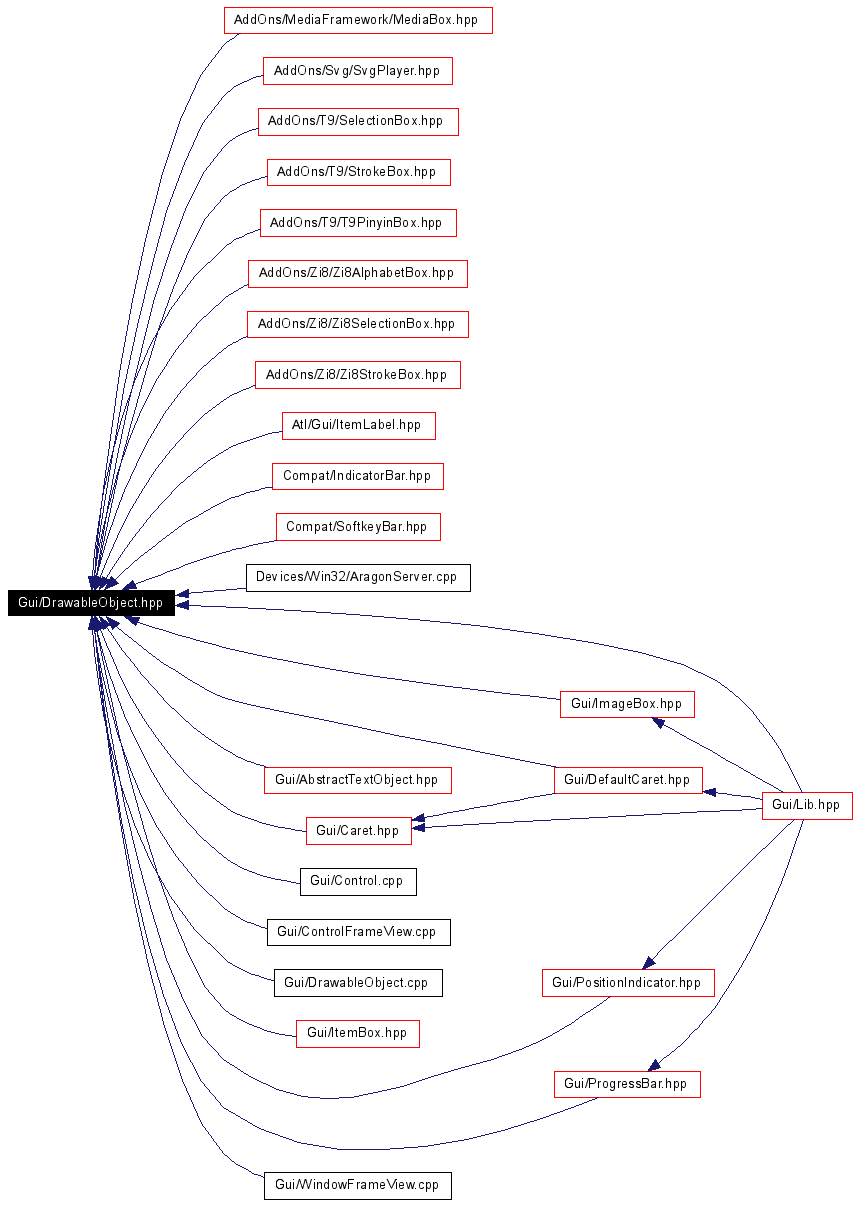 AddOns/MediaFramework/MediaBox.hpp
AddOns/Svg/SvgPlayer.hpp
AddOns/T9/SelectionBox.hpp
AddOns/T9/StrokeBox.hpp
AddOns/T9/T9PinyinBox.hpp
AddOns/Zi8/Zi8AlphabetBox.hpp
AddOns/Zi8/Zi8SelectionBox.hpp
AddOns/Zi8/Zi8StrokeBox.hpp
Atl/Gui/ItemLabel.hpp
Compat/IndicatorBar.hpp
Compat/SoftkeyBar.hpp
Devices/Win32/AragonServer.cpp
Gui/DrawableObject.hpp
Gui/ImageBox.hpp
Gui/AbstractTextObject.hpp
Gui/DefaultCaret.hpp
Gui/Lib.hpp
Gui/Caret.hpp
Gui/Control.cpp
Gui/ControlFrameView.cpp
Gui/DrawableObject.cpp
Gui/PositionIndicator.hpp
Gui/ItemBox.hpp
Gui/ProgressBar.hpp
Gui/WindowFrameView.cpp